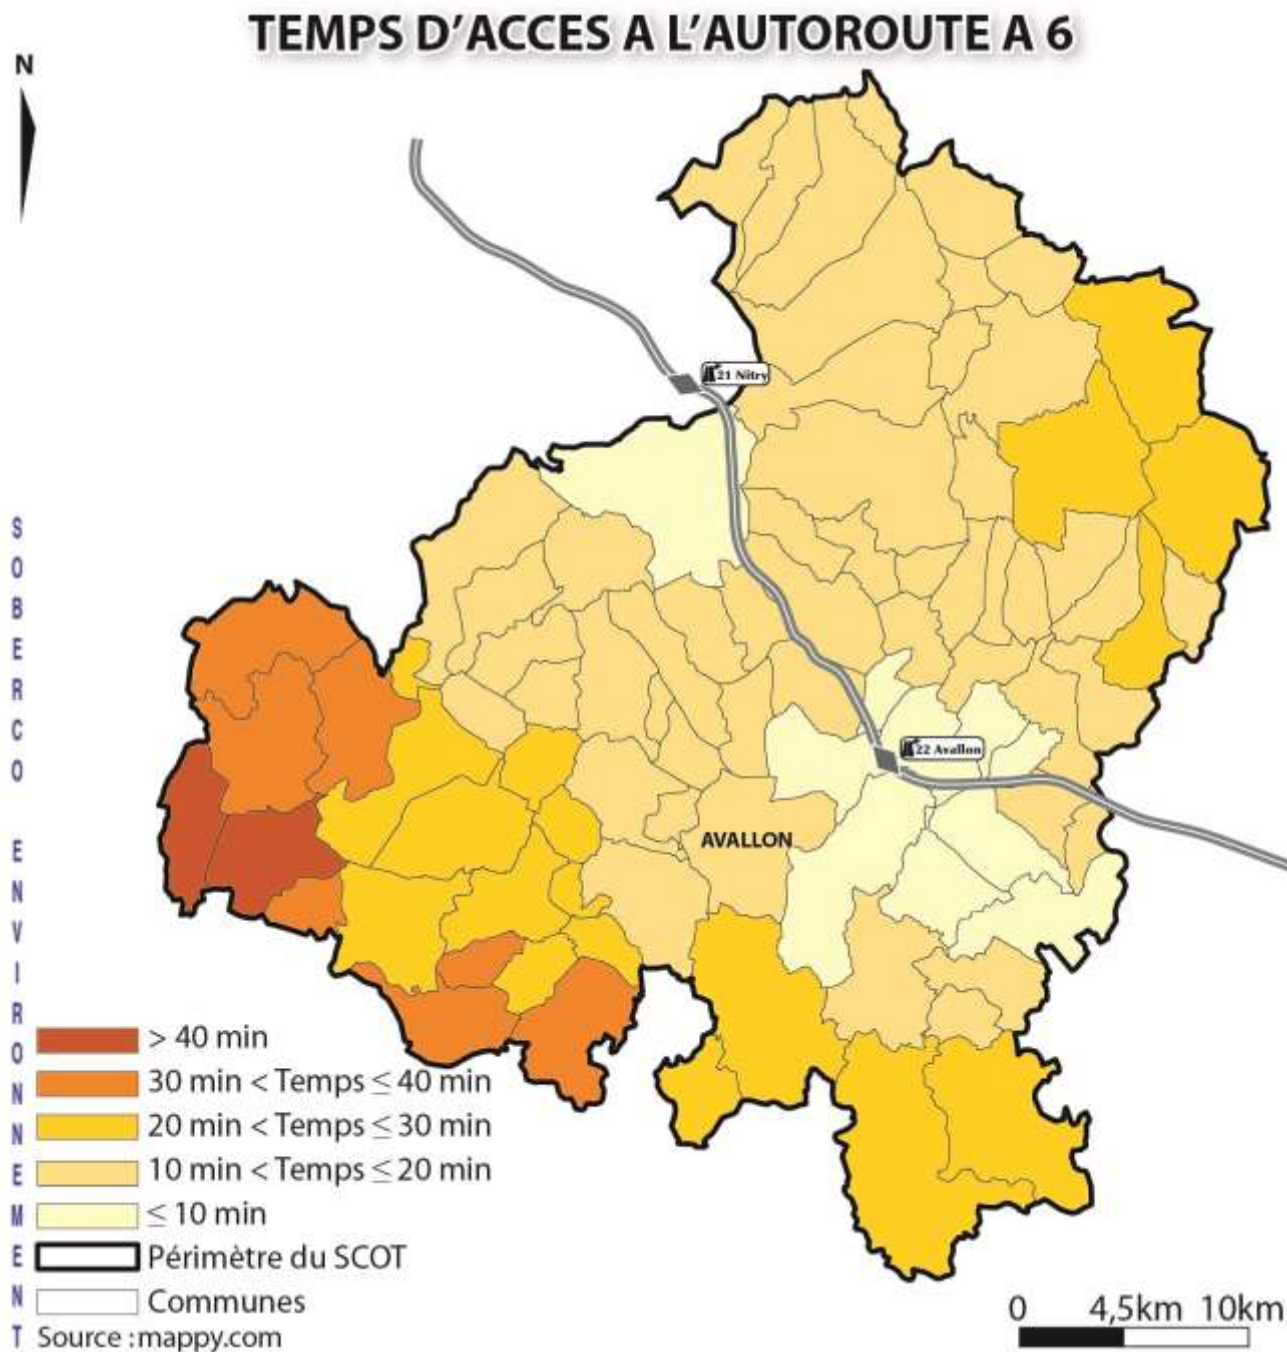 TEMPS D'ACCES A L'AUTOROUTE A 6
N
21 Nitry
22 Avallon
AVALLON
SOBERCO ENVIRONNEMENT
> 40 min
30 min < Temps ≤ 40 min
20 min < Temps ≤ 30 min
10 min < Temps ≤ 20 min
≤ 10 min
Périmètre du SCOT
Communes
Source : mappy.com
0 4,5km 10km